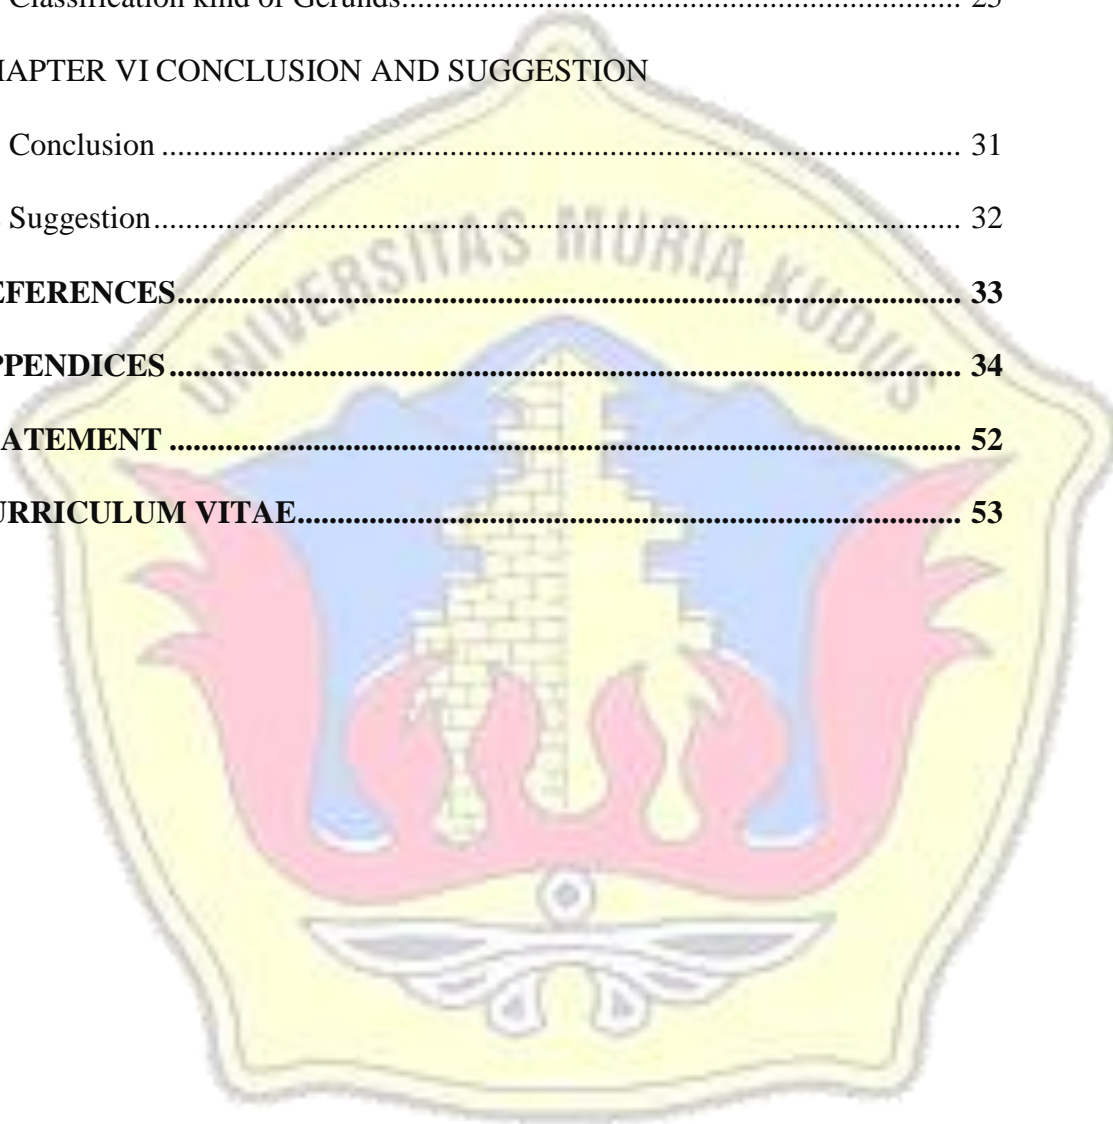 Classification kind of Gerunds.................................................................... 25
HAPTER VI CONCLUSION AND SUGGESTION
Conclusion .................................................................................................... 31
Suggestion..................................................................................................... 32
EFERENCES.................................................................................................. 33
PPENDICES ................................................................................................... 34
ATEMENT ................................................................................................... 52
URRICULUM VITAE................................................................................... 53
UNIVERSITAS MURIA KUDUS